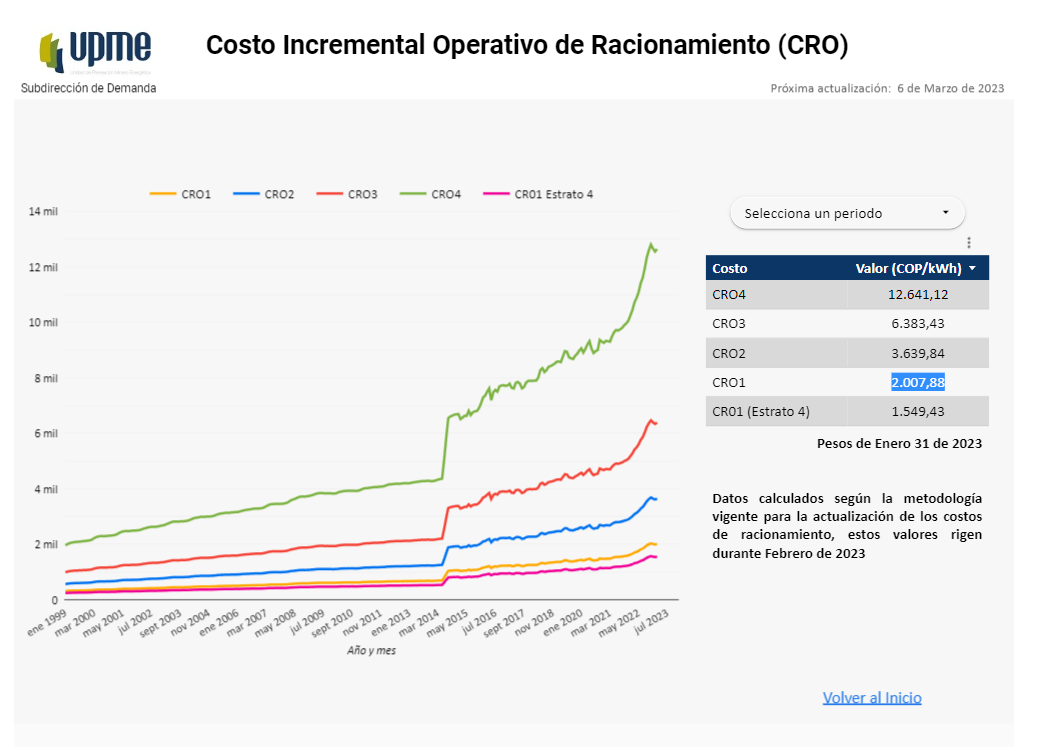 upme
Costo Incremental Operativo de Racionamiento (CRO)
Subdirección de Demanda
Próxima actualización: 6 de Marzo de 2023
CRO1 CRO2 CRO3 CRO4 CR01 Estrato 4
14 mil
12 mil
10 mil
8 mil
6 mil
4 mil
2 mil
0
ene 1999 mar 2000 may 2001 jul 2002 sept 2003 nov 2004 ene 2006 mar 2007 may 2008 jul 2009 sept 2010 nov 2011 ene 2013 mar 2014 may 2015 jul 2016 sept 2017 nov 2018 ene 2020 mar 2021 may 2022 jul 2023
Año y mes
Selecciona un periodo
Costo Valor (COP/kWh)
CRO4 12.641,12
CRO3 6.383,43
CRO2 3.639,84
CRO1 2.007,88
CR01 (Estrato 4) 1.549,43
Pesos de Enero 31 de 2023
Datos calculados según la metodología
vigente para la actualización de los costos
de racionamiento, estos valores rigen
durante Febrero de 2023
Volver al Inicio